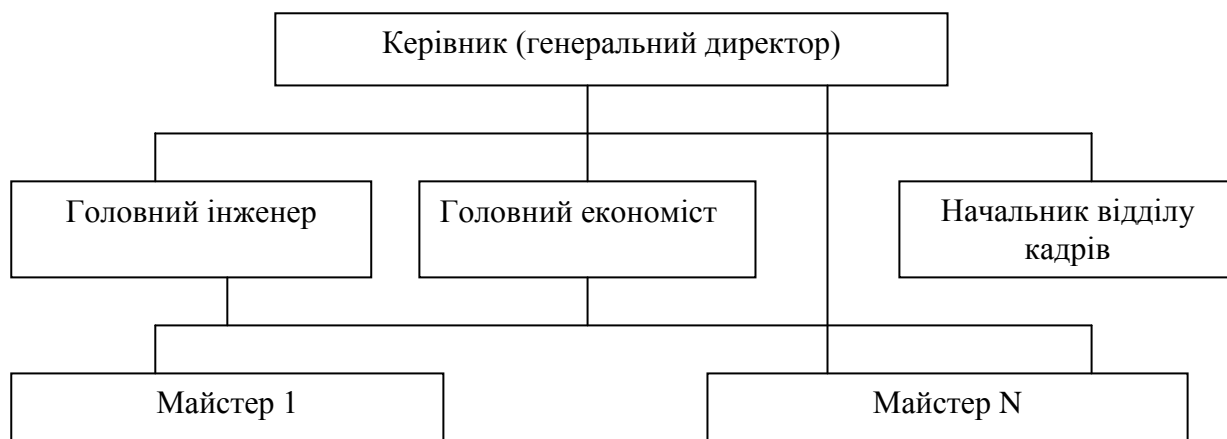 Керівник (генеральний директор)
Головний інженер
Головний економіст
Начальник відділу
кадрів
Майстер 1
Майстер N